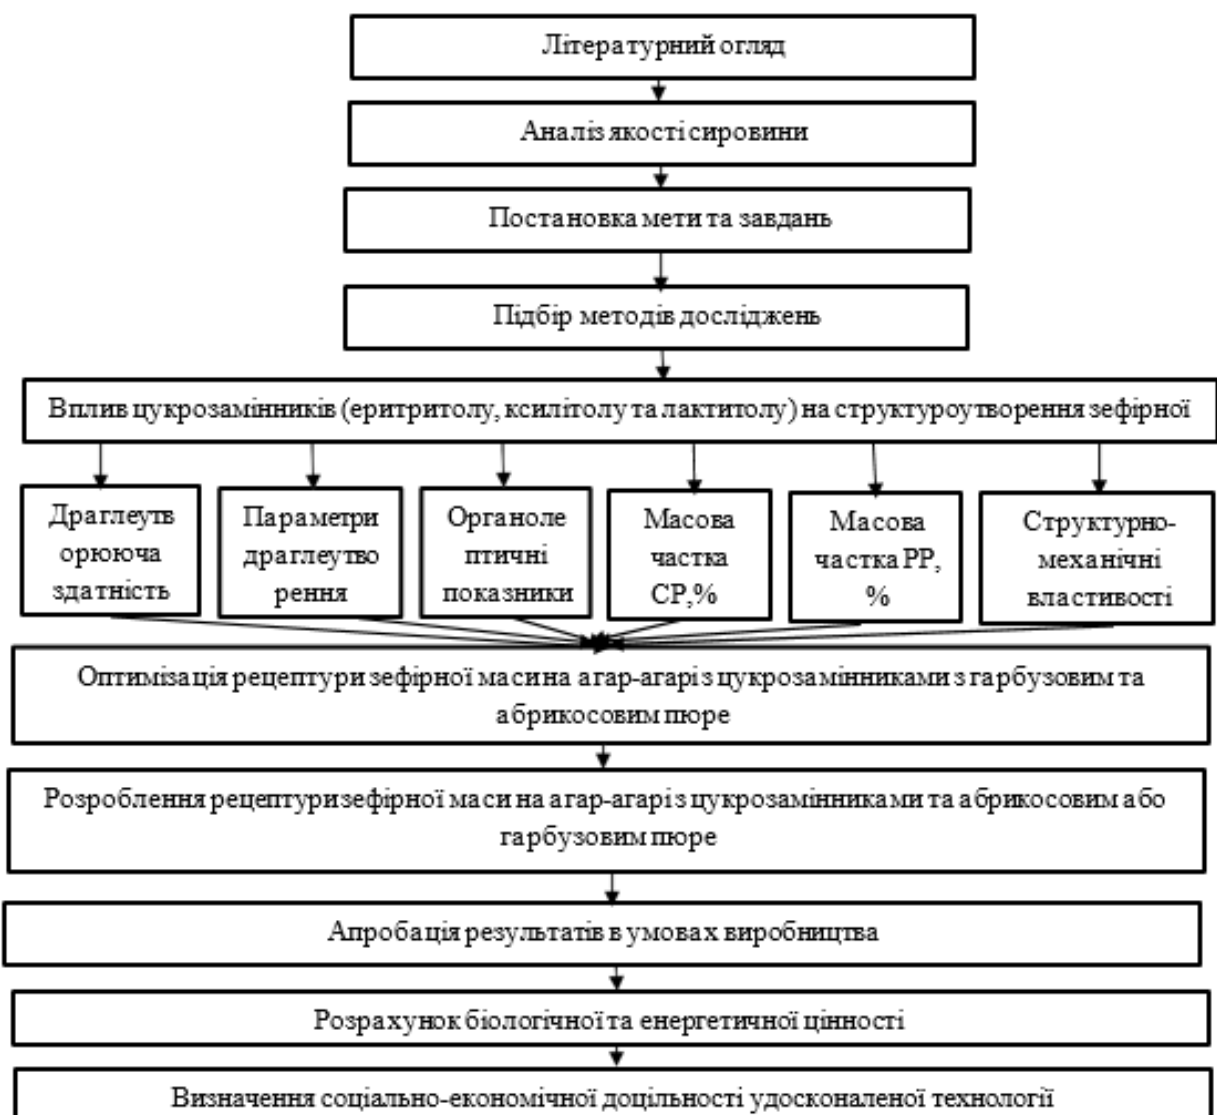 Літературний огляд
Аналіз якості сировини
Постановка мети та завдань
Підбір методів досліджень
Вплив цукрозамінників (еритритолу, ксилітолу та лактитолу) на структуроутворення зефірної
Драглеутв
орююча
здатність
Параметри
драглеутво
рення
Органоле
птичні
показники
Масова
частка
СР,%
Масова
частка РР,
%
Структурно-
механічні
властивості
Оптимізація рецептури зефірної маси на агар-агарі з цукрозамінниками з гарбузовим та
абрикосовим пюре
Розроблення рецептури зефірної маси на агар-агарі з цукрозамінниками та абрикосовим або
гарбузовим пюре
Апробація результатів в умовах виробництва
Розрахунок біологічної та енергетичної цінності
Визначення соціально-економічної доцільності удосконаленої технології